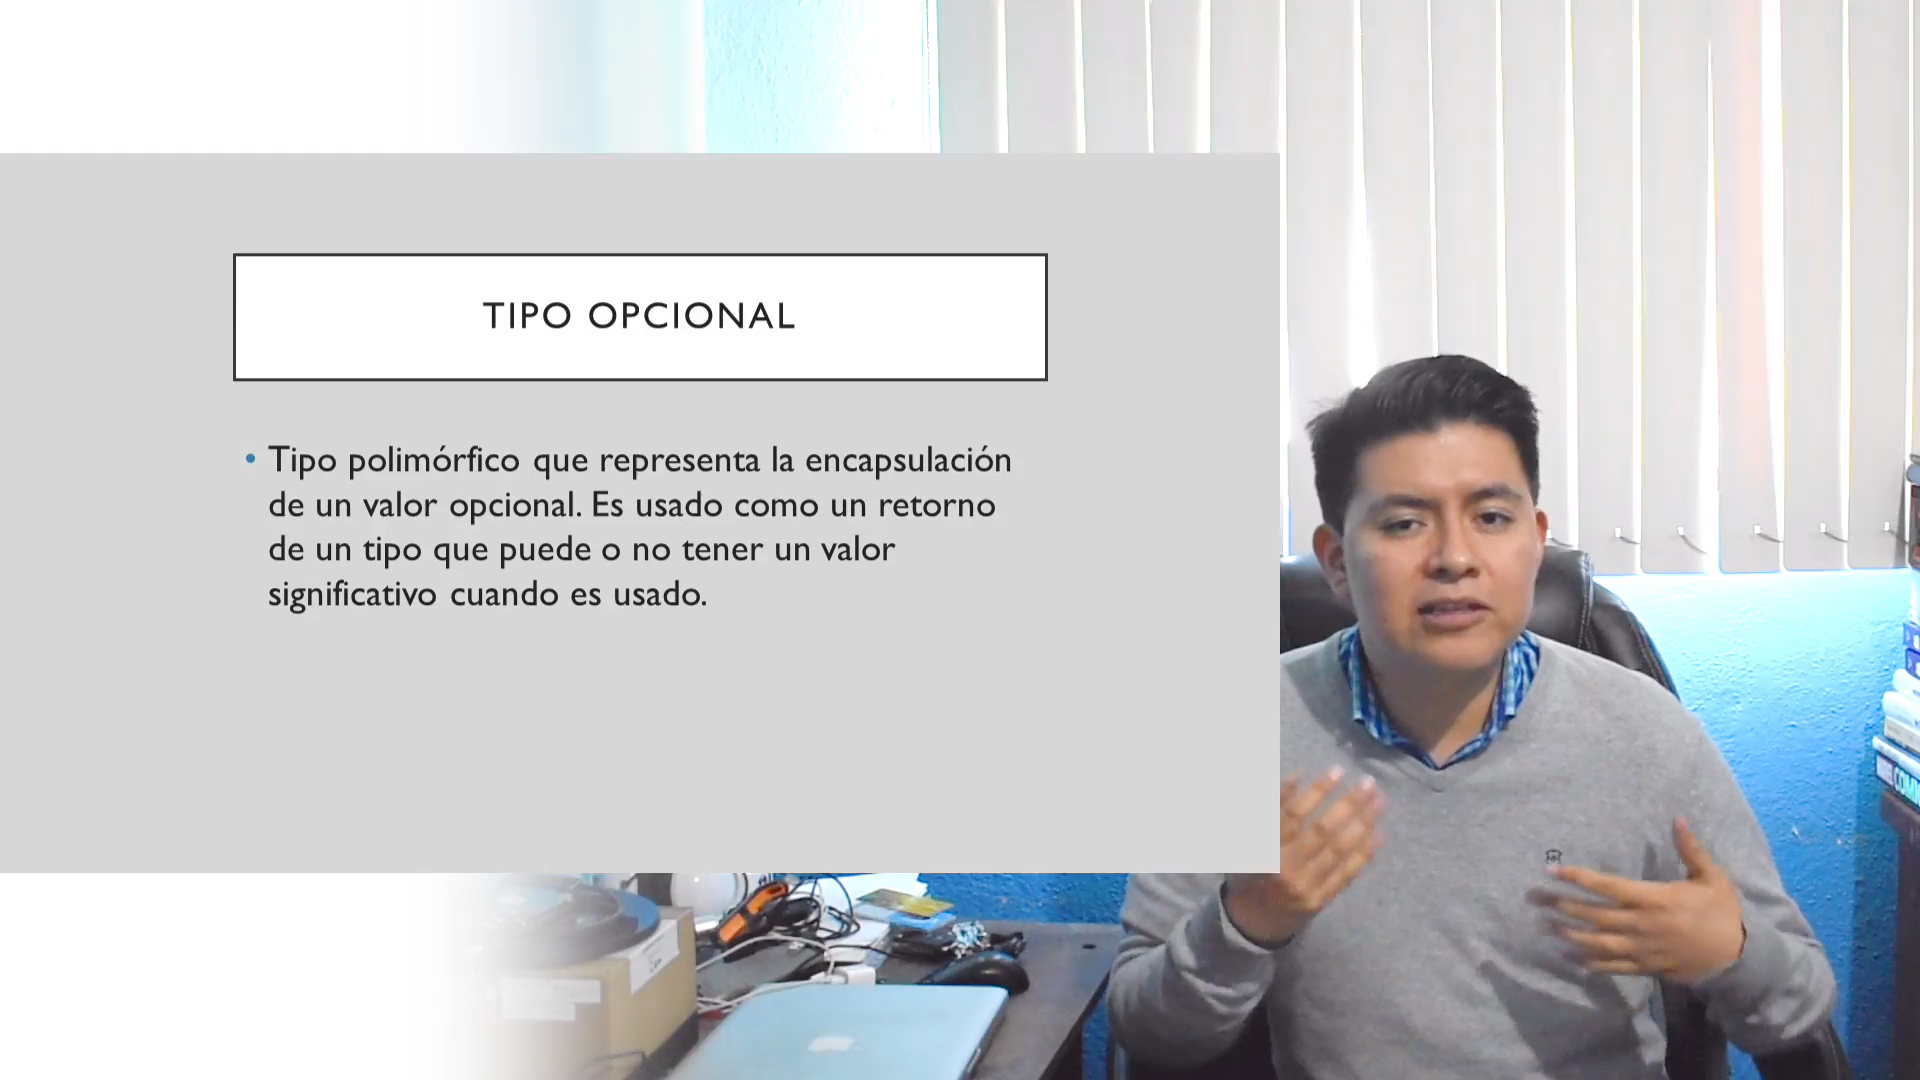 TIPO OPCIONAL
• Tipo polimórfico que representa la encapsulación
de un valor opcional. Es usado como un retorno
de un tipo que puede o no tener un valor
significativo cuando es usado.